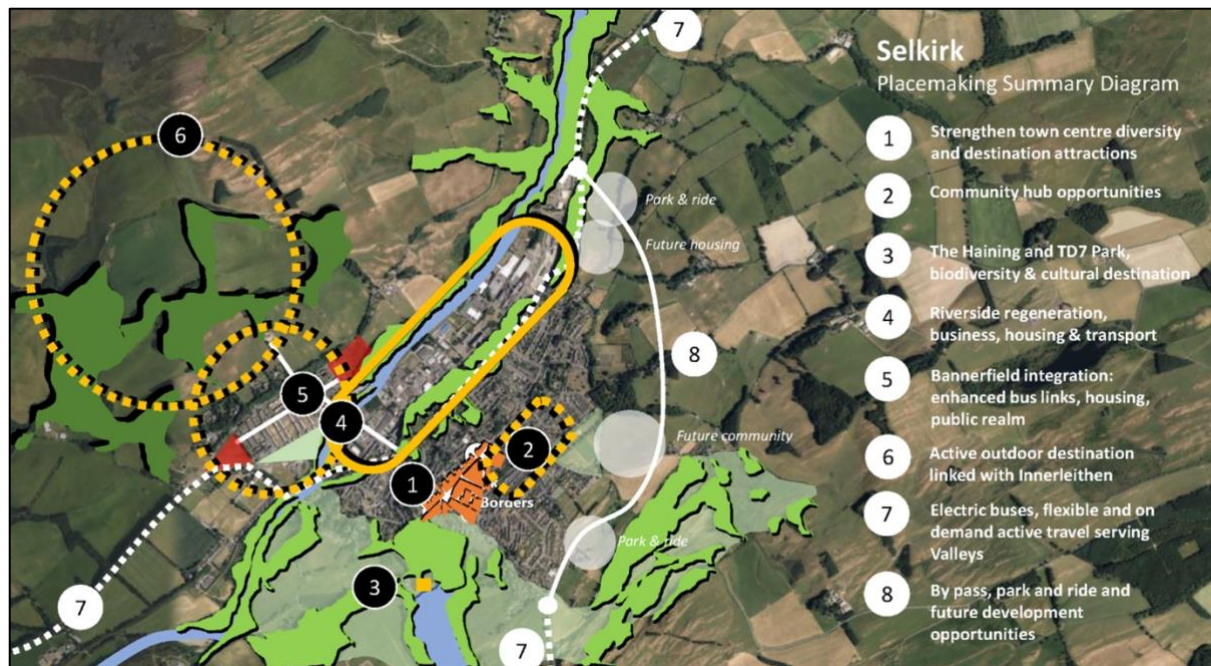 7
Selkirk
Placemaking Summary Diagram
6
1
Strengthen town centre diversity
and destination attractions
Park & ride
2
Community hub opportunities
Future housing
3
The Haining and TD7 Park,
biodiversity & cultural destination
4
Riverside regeneration,
business, housing & transport
8
5
5
Bannerfield integration:
enhanced bus links, housing,
public realm
4
Future community
2
6
Active outdoor destination
linked with Innerleithen
1
Borders
7
Electric buses, flexible and on
demand active travel serving
Valleys
Park & ride
3
7
8
By pass, park and ride and
future development
opportunities
7